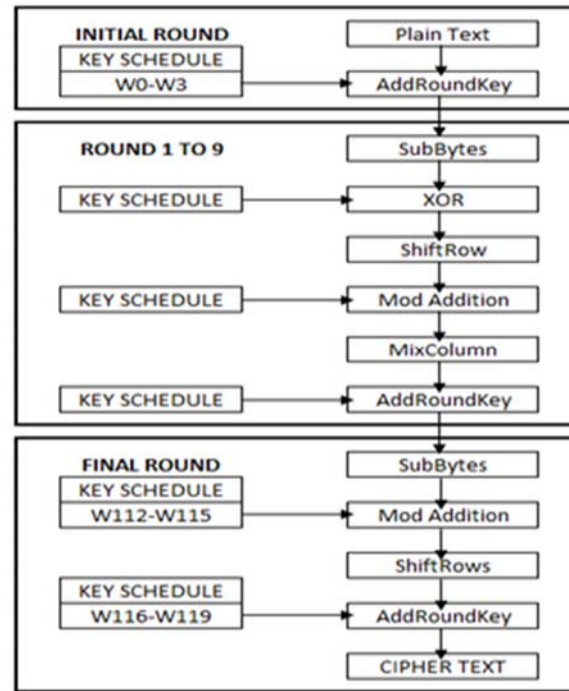 INITIAL ROUND
Plain Text
KEY SCHEDULE
W0-W3
AddRoundKey
ROUND 1 TO 9
SubBytes
KEY SCHEDULE
XOR
ShiftRow
KEY SCHEDULE
Mod Addition
MixColumn
KEY SCHEDULE
AddRoundKey
FINAL ROUND
SubBytes
KEY SCHEDULE
W112-W115
Mod Addition
ShiftRows
KEY SCHEDULE
W116-W119
AddRoundKey
CIPHER TEXT